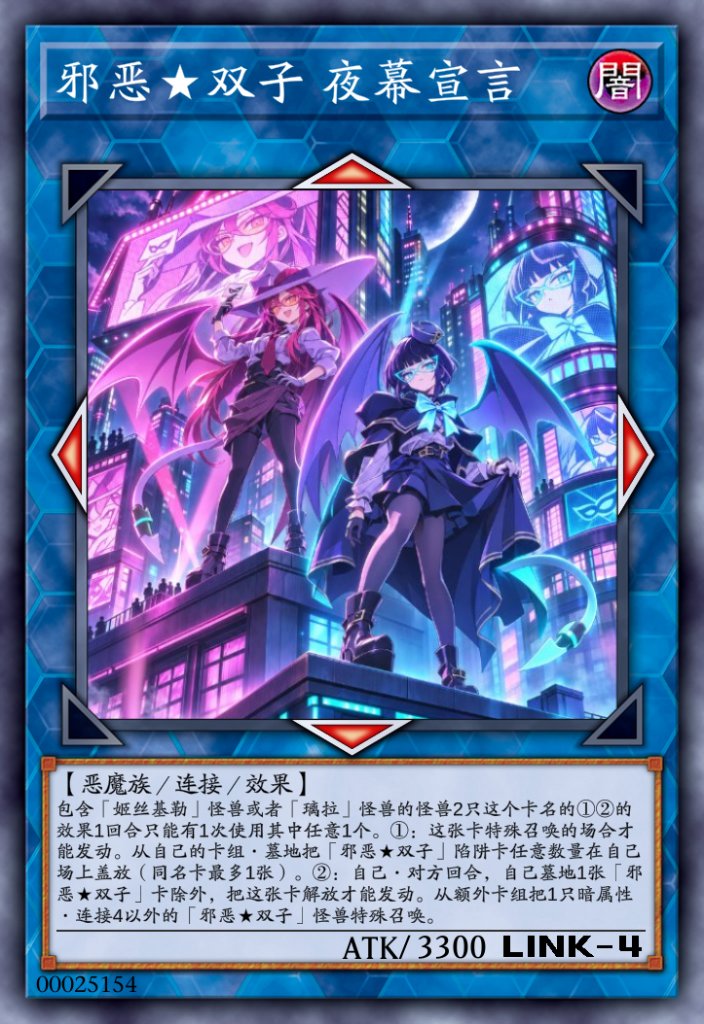 邪恶★双子 夜幕宣言
闇
【恶魔族／连接／效果】
包含「姬丝基勒」怪兽或者「璃拉」怪兽的怪兽2只这个卡名的①②的
效果1回合只能有1次使用其中任意1个。①：这张卡特殊召唤的场合才
能发动。从自己的卡组・墓地把「邪恶★双子」陷阱卡任意数量在自己
场上盖放（同名卡最多1张）。②：自己・对方回合，自己墓地1张「邪
恶★双子」卡除外，把这张卡解放才能发动。从额外卡组把1只暗属性
・连接4以外的「邪恶★双子」怪兽特殊召唤。
ATK/ 3300 LINK-4
00025154